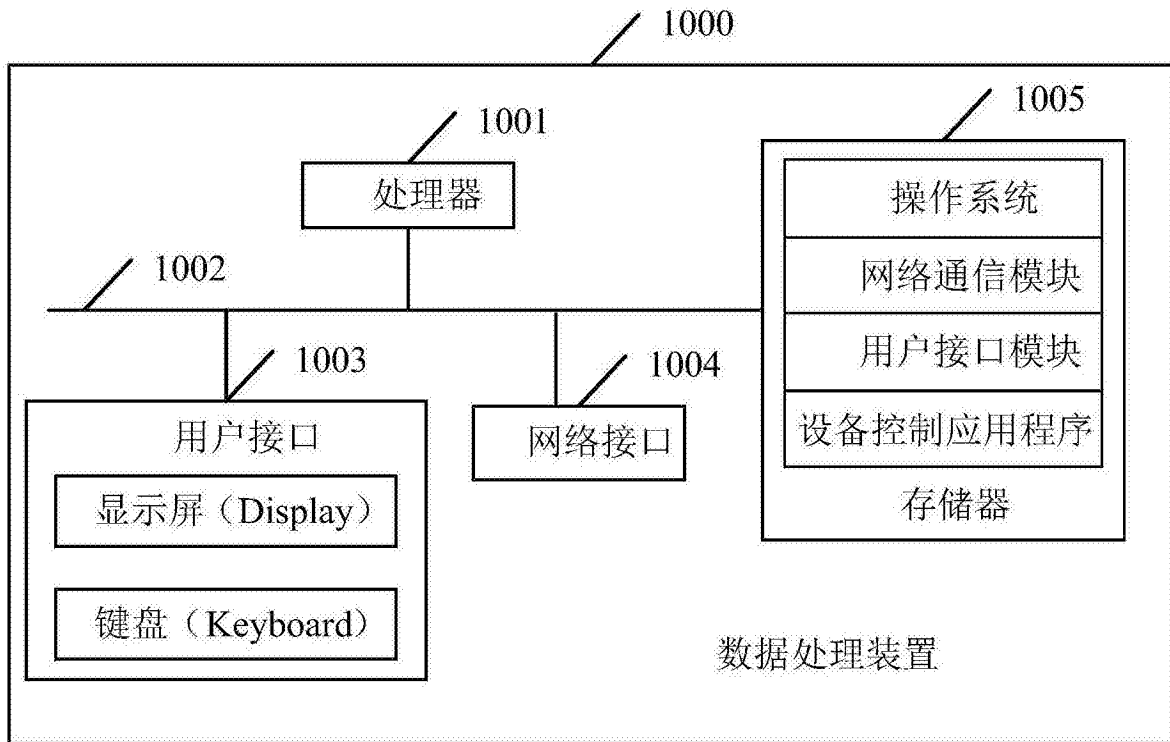 1000
1005
1001
处理器
操作系统
1002
网络通信模块
用户接口模块
1003
1004
用户接口
网络接口
设备控制应用程序
显示屏（Display）
存储器
键盘（Keyboard）
数据处理装置